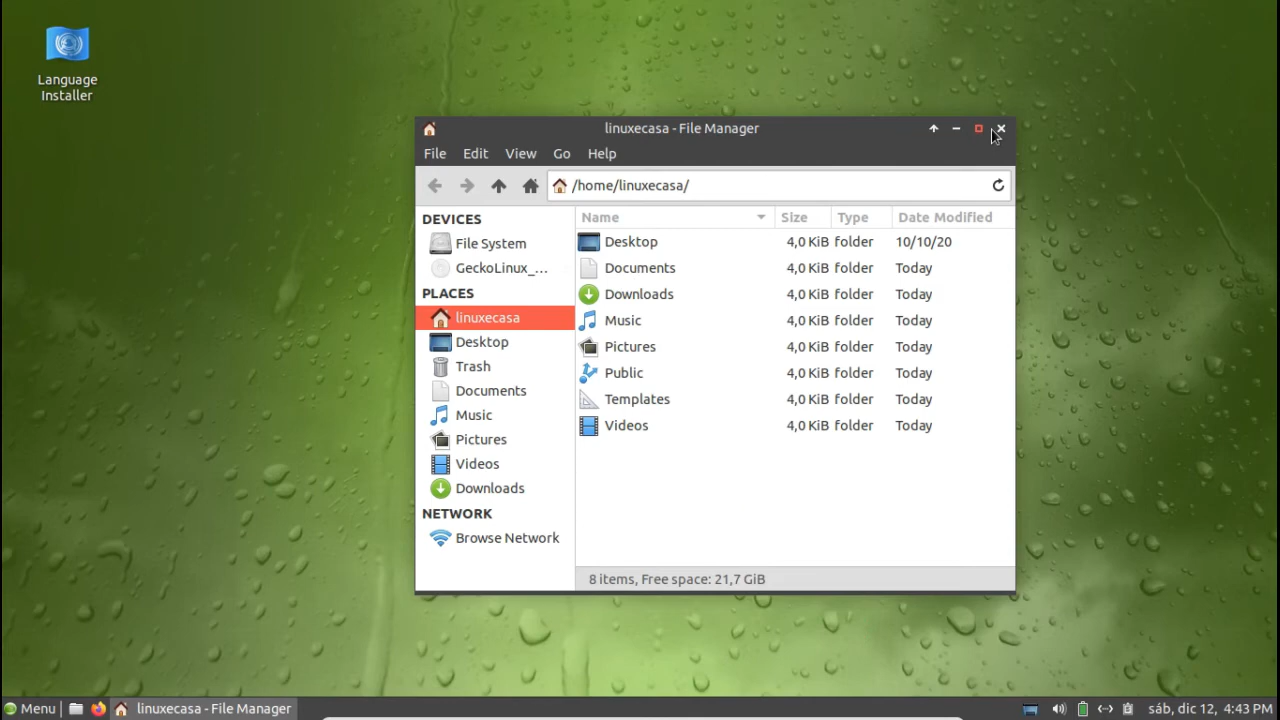 Language
Installer
linuxecasa - File Manager
File Edit View Go Help
/home/linuxecasa/
DEVICES
File System
GeckoLinux_...
PLACES
linuxecasa
Desktop
Trash
Documents
Music
Pictures
Videos
Downloads
NETWORK
Browse Network
Name Size Type Date Modified
Desktop 4,0 KiB folder 10/10/20
Documents 4,0 KiB folder Today
Downloads 4,0 KiB folder Today
Music 4,0 KiB folder Today
Pictures 4,0 KiB folder Today
Public 4,0 KiB folder Today
Templates 4,0 KiB folder Today
Videos 4,0 KiB folder Today
8 items, Free space: 21,7 GiB
Menu linuxecasa - File Manager sáb, dic 12, 4:43 PM